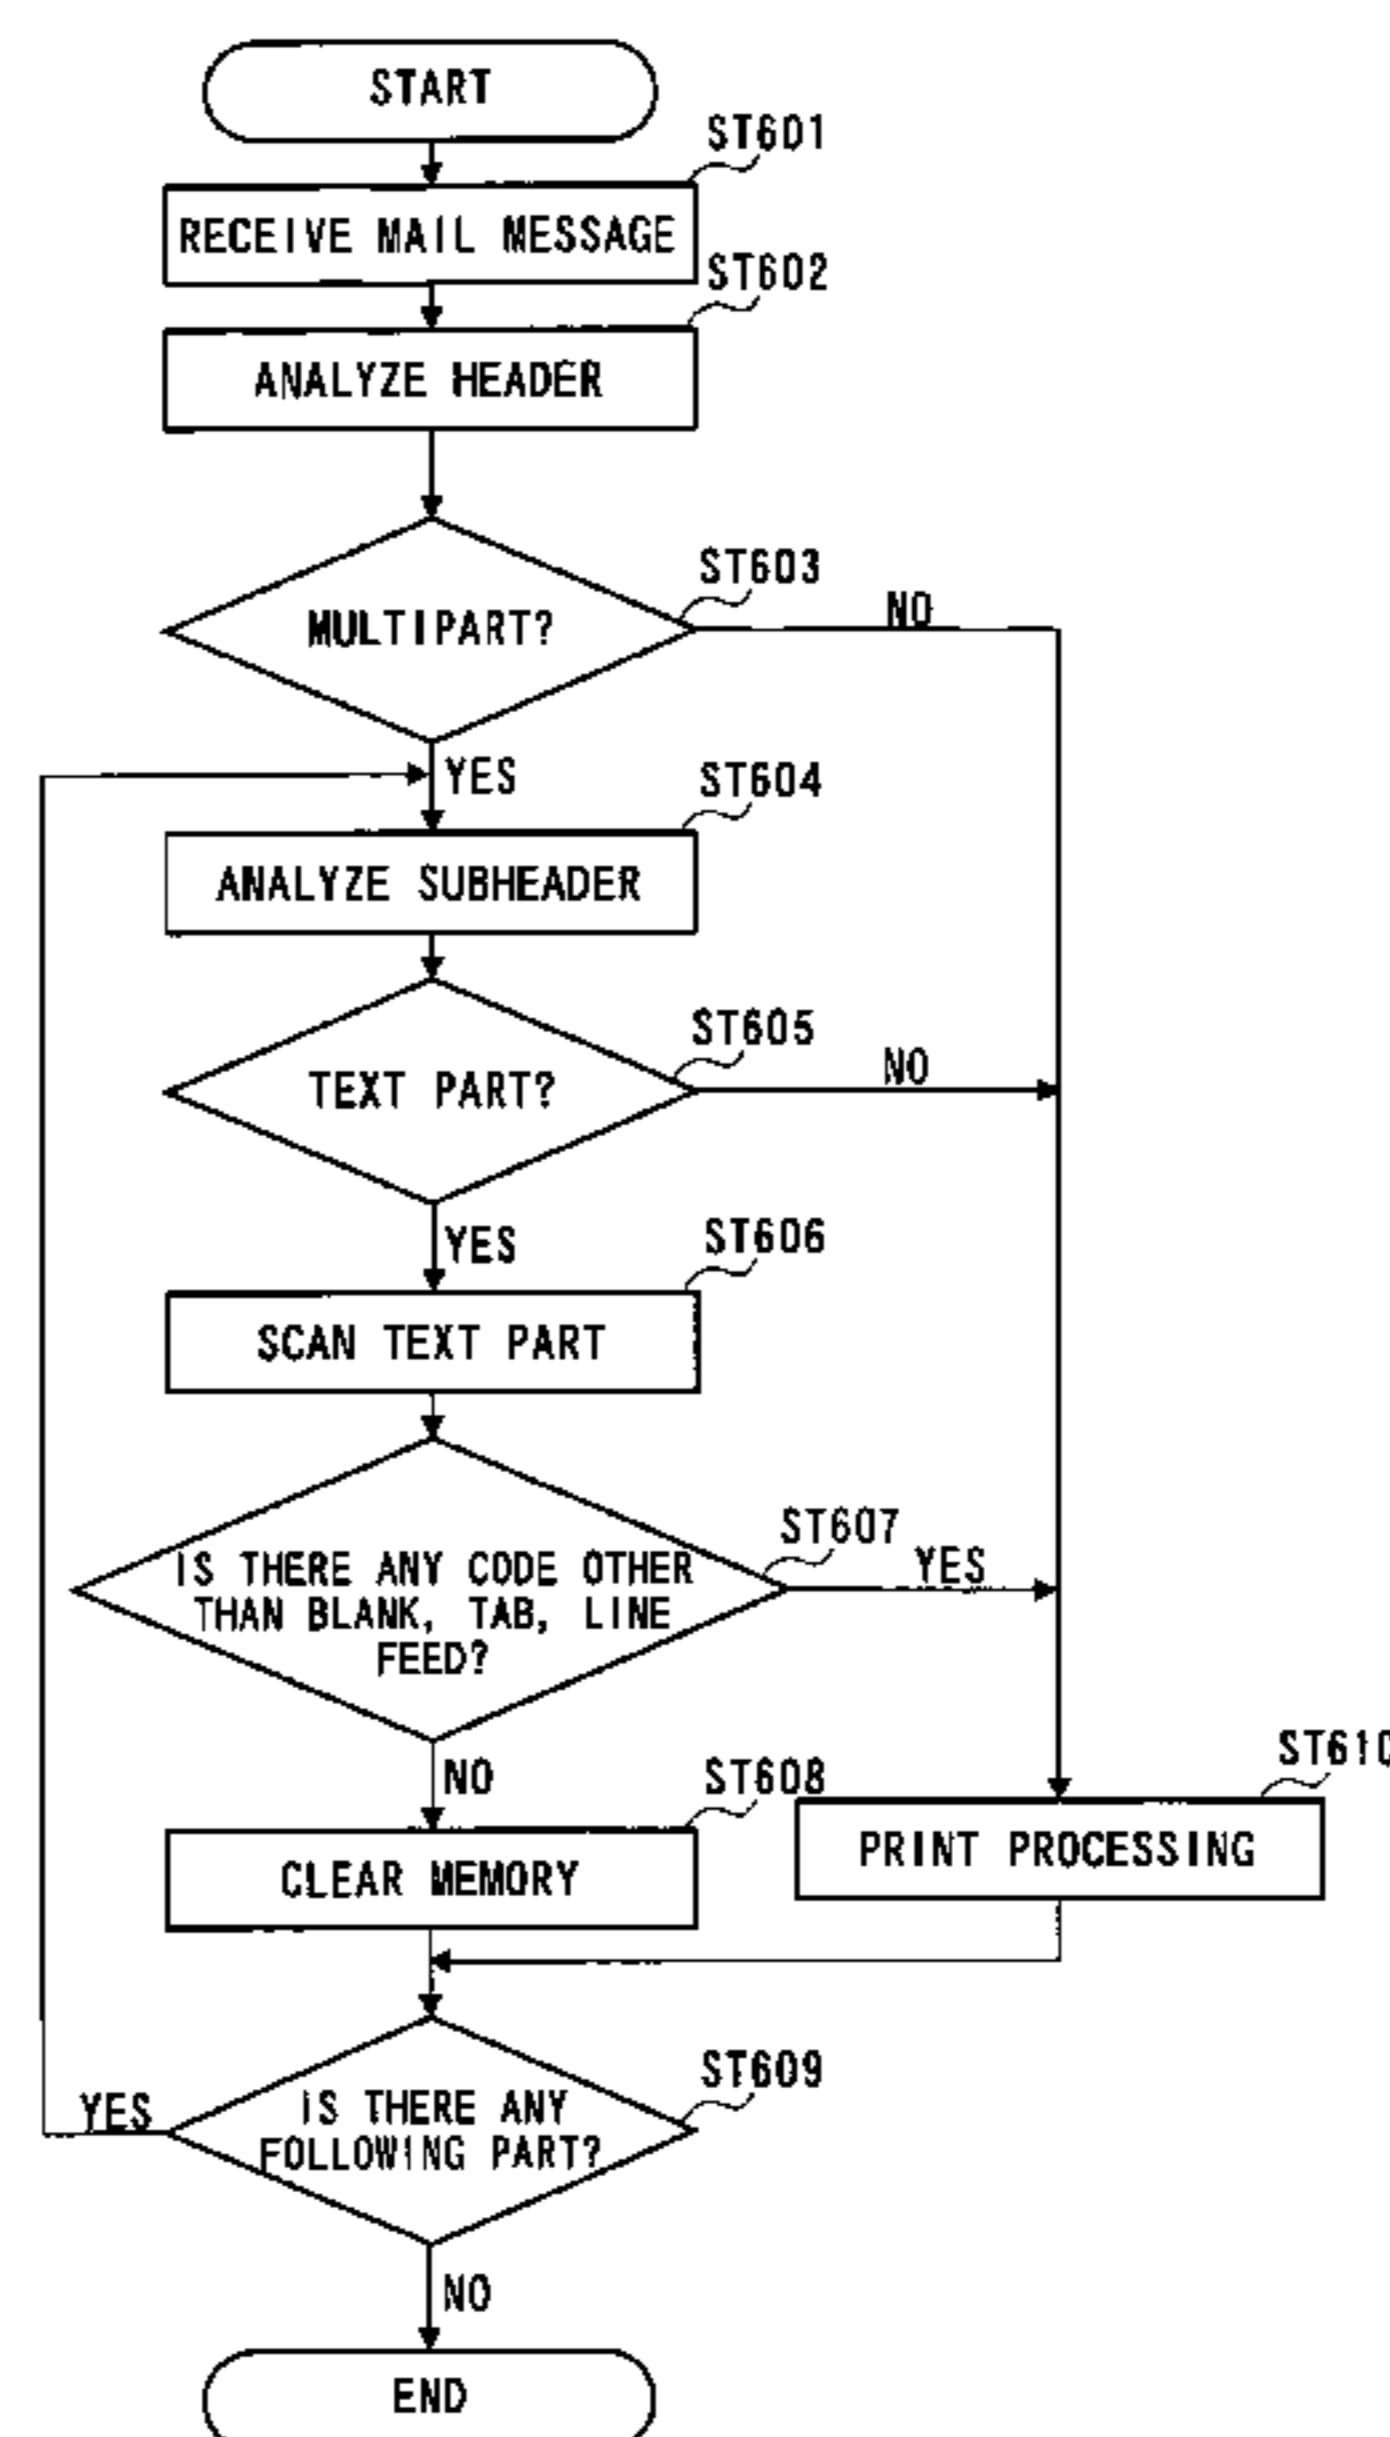 START
ST601
RECEIVE MAIL MESSAGE
ST602
ANALYZE HEADER
ST603
MULTIPART?
NO
YES
ST604
ANALYZE SUBHEADER
ST605
TEXT PART?
NO
YES
ST606
SCAN TEXT PART
ST607
IS THERE ANY CODE OTHER
THAN BLANK, TAB, LINE
FEED?
YES
NO
ST608
CLEAR MEMORY
ST610
PRINT PROCESSING
ST609
IS THERE ANY
FOLLOWING PART?
YES
NO
END